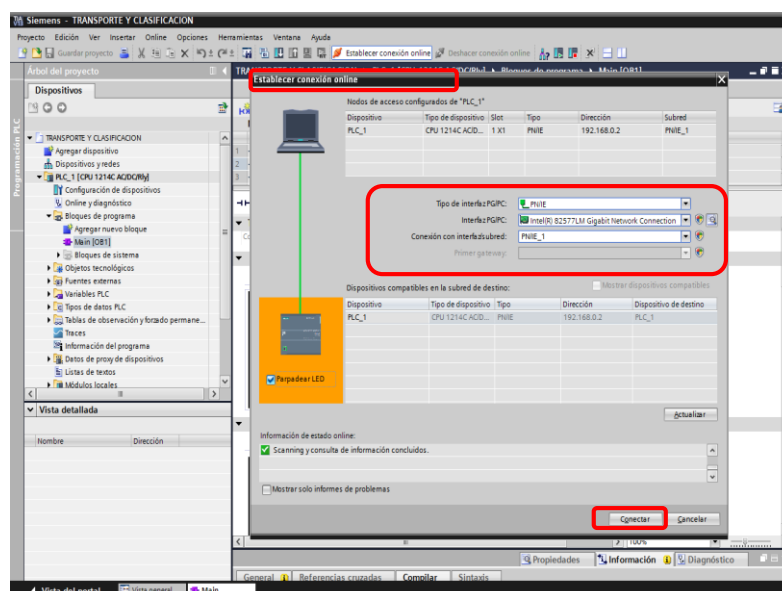 Siemens - TRANSPORTE Y CLASIFICACION
Proyecto Edición Ver Insertar Online Opciones Herramientas Ventana Ayuda
Guardar proyecto Establecer conexión online Deshacer conexión online
Árbol del proyecto
Dispositivos
Programación PLC
TRANSPORTE Y CLASIFICACION
Agregar dispositivo
Dispositivos y redes
PLC_1 [CPU 1214C AC/DC/Rly]
Configuración de dispositivos
Online y diagnóstico
Bloques de programa
Agregar nuevo bloque
Main [OB1]
Bloques de sistema
Objetos tecnológicos
Fuentes externas
Variables PLC
Tipos de datos PLC
Tablas de observación y forzado permane...
Traces
Información del programa
Datos de proxy de dispositivos
Listas de textos
Módulos locales
Vista detallada
Nombre Dirección
Establecer conexión online
Nodos de acceso configurados de "PLC_1"
Dispositivo Tipo de dispositivo Slot Tipo Dirección Subred
PLC_1 CPU 1214C AC/D... 1 X1 PN/IE 192.168.0.2 PN/IE_1
Tipo de interfaz PG/PC: PN/IE
Interfaz PG/PC: Intel(R) 82577LM Gigabit Network Connection
Conexión con interfaz/subred: PN/IE_1
Primer gateway:
Dispositivos compatibles en la subred de destino: Mostrar dispositivos compatibles
Dispositivo Tipo de dispositivo Tipo Dirección Dispositivo de destino
PLC_1 CPU 1214C AC/D... PN/IE 192.168.0.2 PLC_1
Parpadear LED
Actualizar
Información de estado online:
Scanning y consulta de información concluidos.
Mostrar solo informes de problemas
Conectar Cancelar
100%
Propiedades Información Diagnóstico
General Referencias cruzadas Compilar Sintaxis
Vista del portal Vista general Main